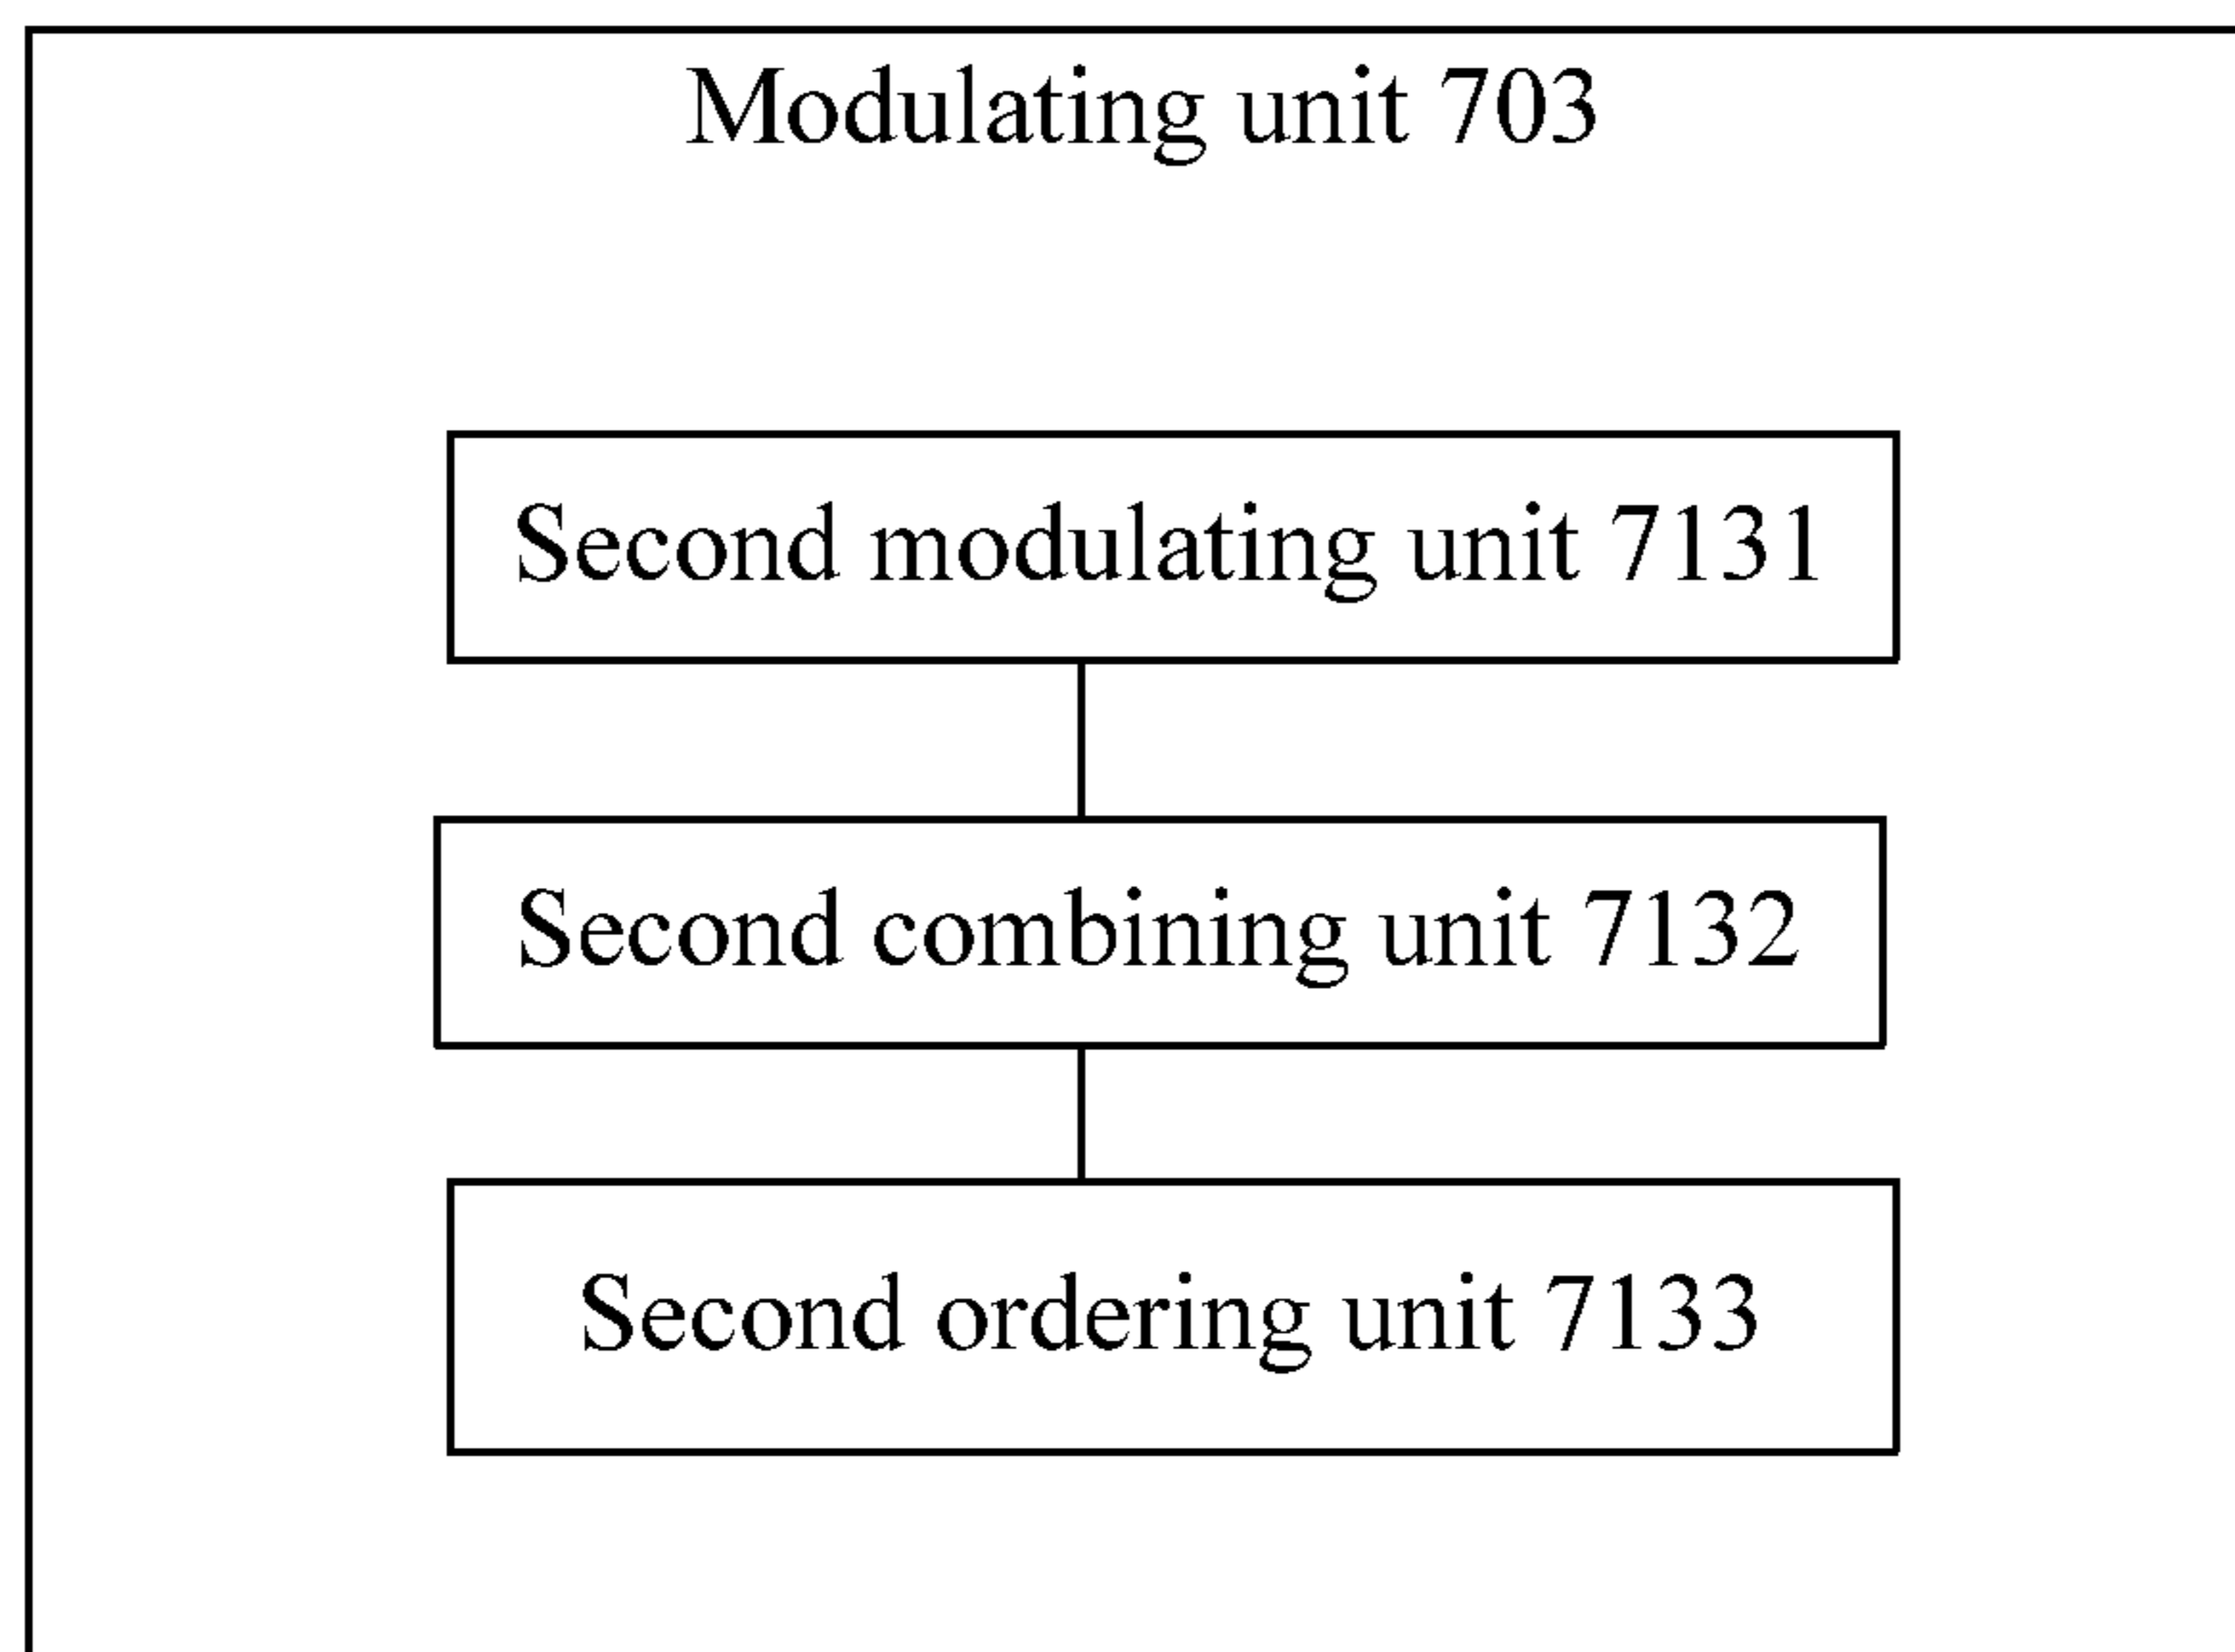 Modulating unit 703
Second modulating unit 7131
Second combining unit 7132
Second ordering unit 7133